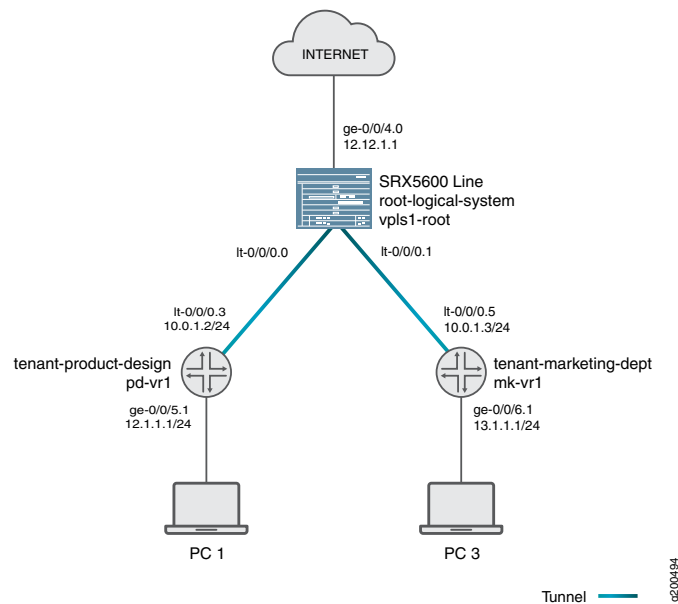 INTERNET
ge-0/0/4.0
12.12.1.1
SRX5600 Line
root-logical-system
vpls1-root
lt-0/0/0.0
lt-0/0/0.1
lt-0/0/0.3
10.0.1.2/24
lt-0/0/0.5
10.0.1.3/24
tenant-product-design
pd-vr1
tenant-marketing-dept
mk-vr1
ge-0/0/5.1
12.1.1.1/24
ge-0/0/6.1
13.1.1.1/24
PC 1
PC 3
Tunnel
g200494